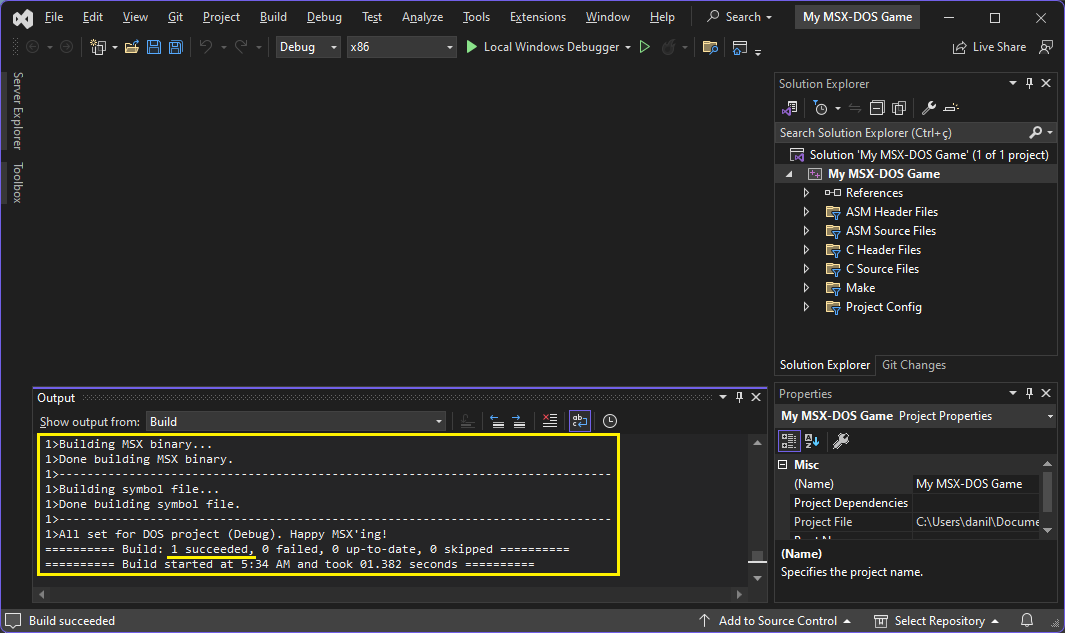 File Edit View Git Project Build Debug Test Analyze Tools Extensions Window Help Search My MSX-DOS Game
Debug x86 Local Windows Debugger Live Share
Server Explorer
Toolbox
Solution Explorer
Search Solution Explorer (Ctrl+ç)
Solution 'My MSX-DOS Game' (1 of 1 project)
My MSX-DOS Game
References
ASM Header Files
ASM Source Files
C Header Files
C Source Files
Make
Project Config
Solution Explorer Git Changes
Output
Show output from: Build
1>Building MSX binary...
1>Done building MSX binary.
1>-------------------------------------------------------------------------
1>Building symbol file...
1>Done building symbol file.
1>-------------------------------------------------------------------------
1>All set for DOS project (Debug). Happy MSX'ing!
========== Build: 1 succeeded, 0 failed, 0 up-to-date, 0 skipped ==========
========== Build started at 5:34 AM and took 01.382 seconds ==========
Properties
My MSX-DOS Game Project Properties
Misc
(Name) My MSX-DOS Game
Project Dependencies
Project File C:\Users\danil\Docume
(Name)
Specifies the project name.
Build succeeded Add to Source Control Select Repository